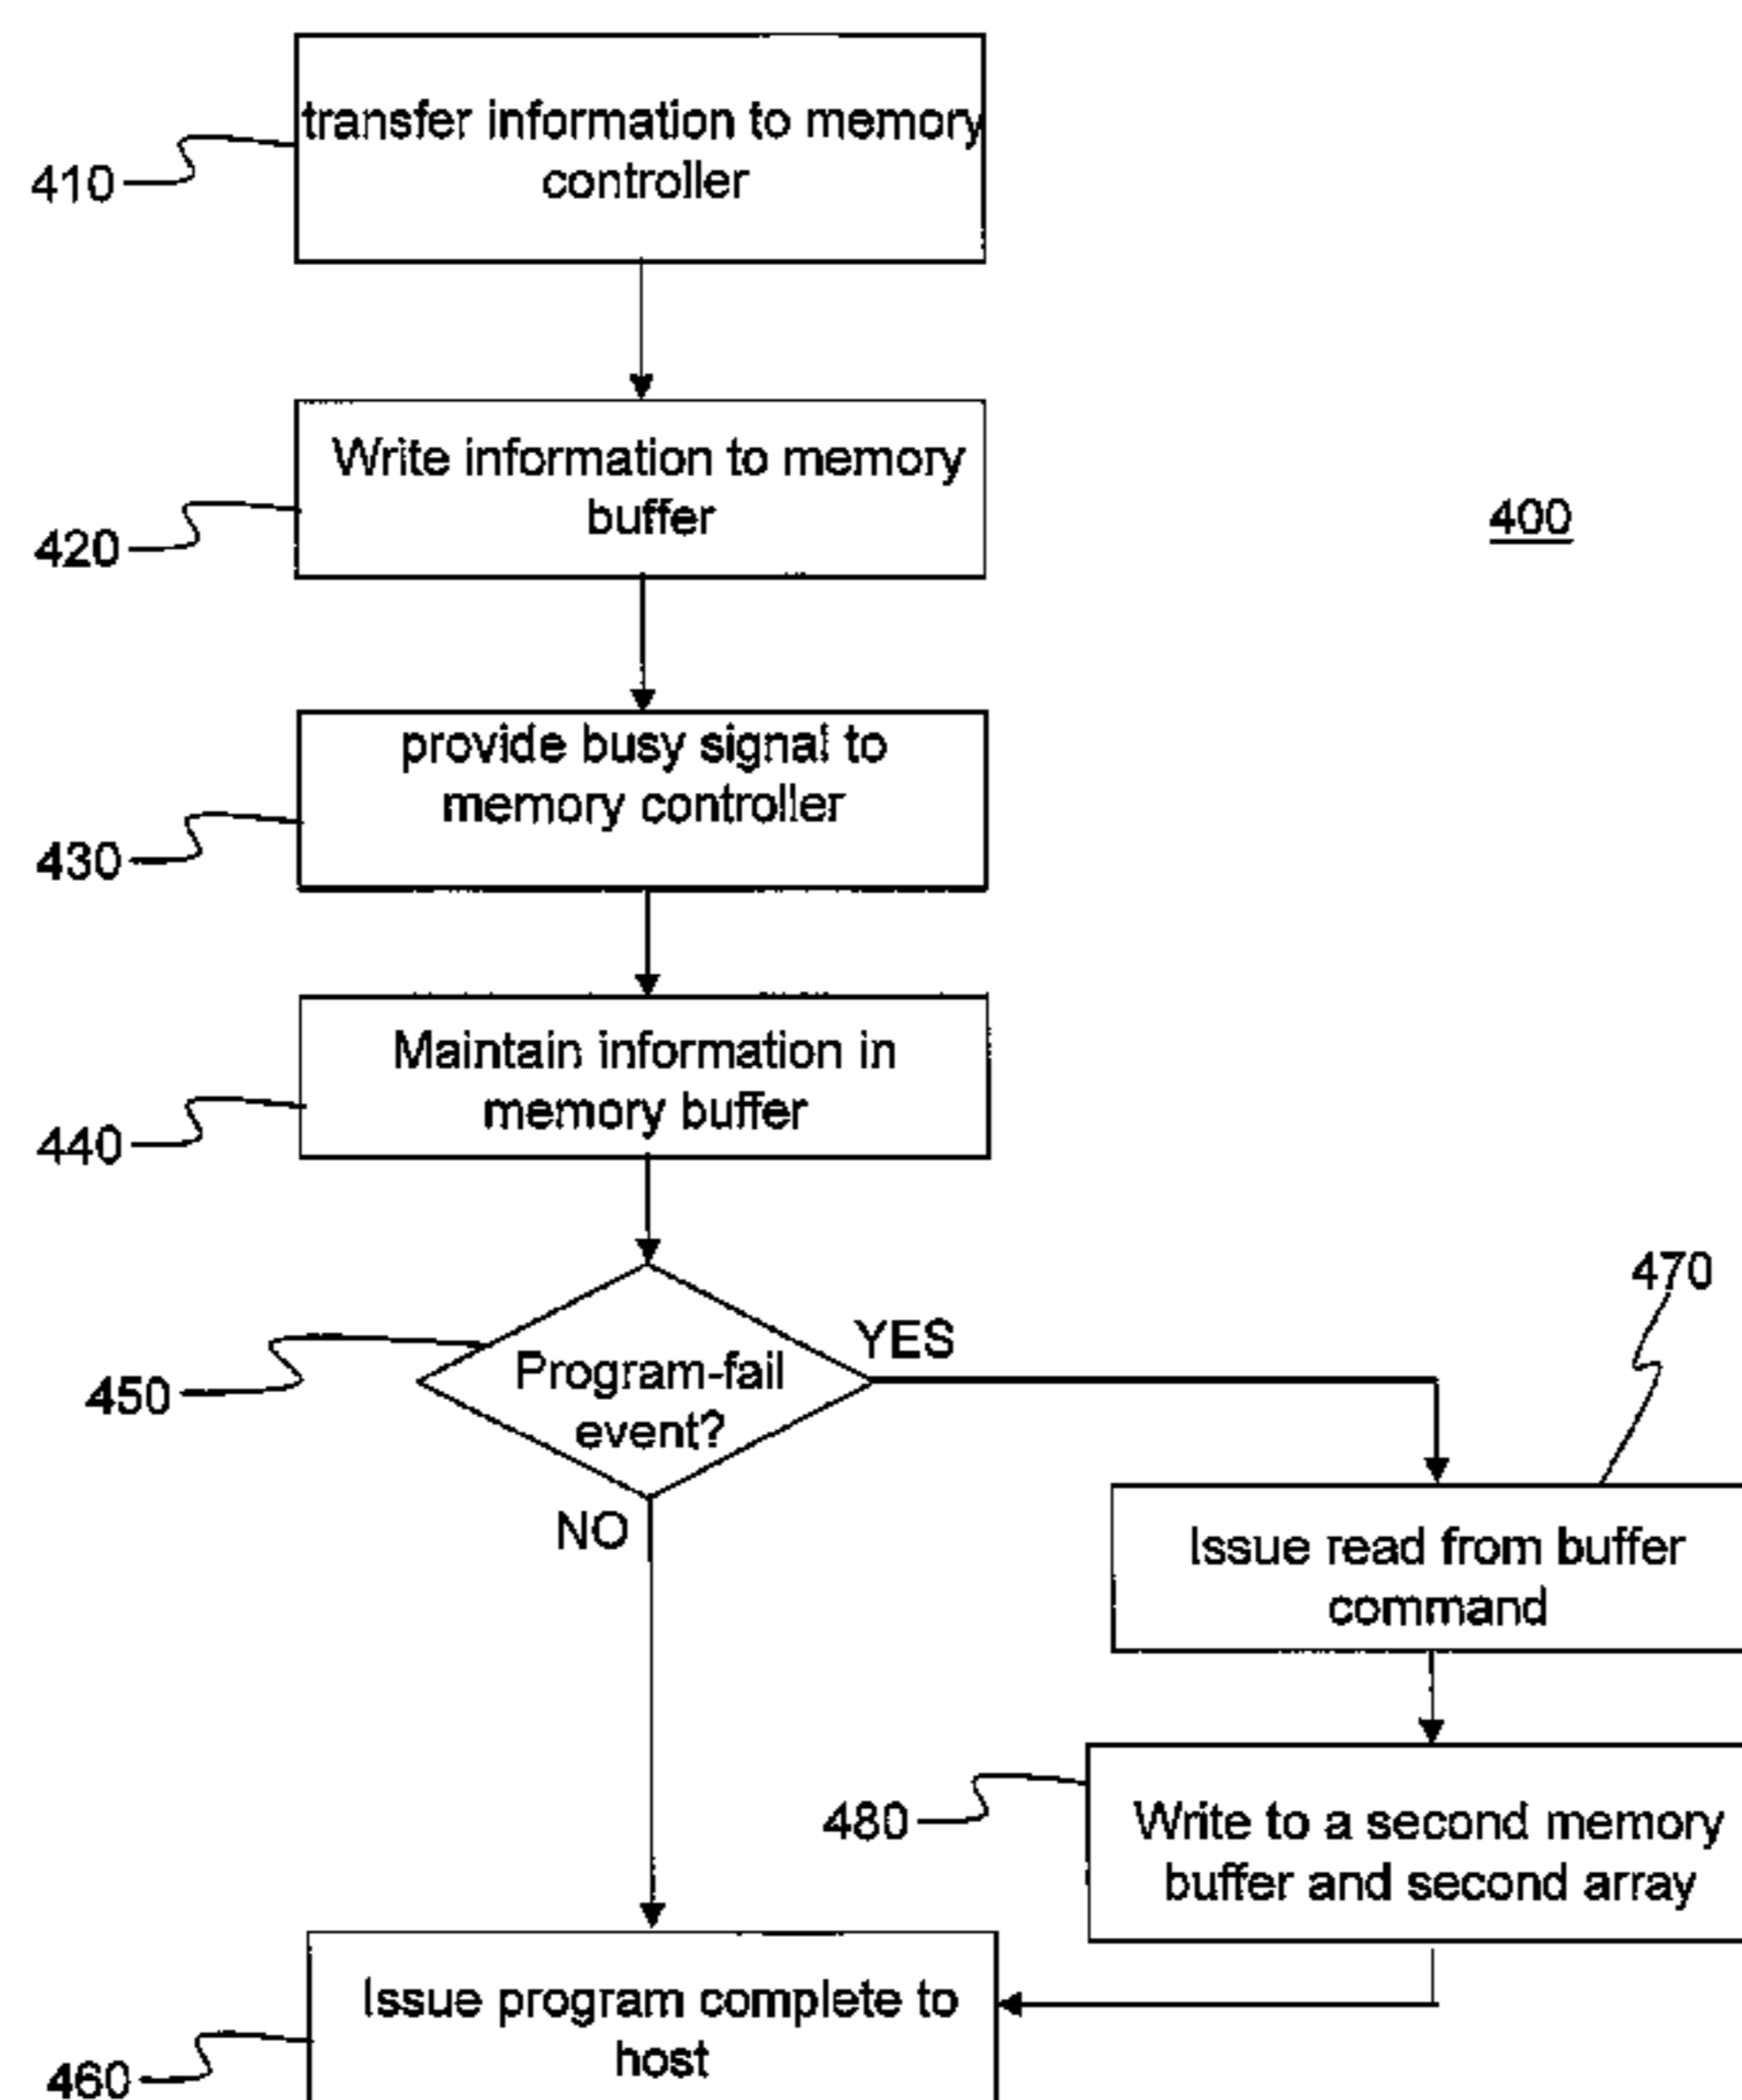 transfer information to memory
controller
410
Write information to memory
buffer
420
400
provide busy signal to
memory controller
430
Maintain information in
memory buffer
440
470
YES
Program-fail
event?
450
NO
Issue read from buffer
command
480
Write to a second memory
buffer and second array
Issue program complete to
host
460